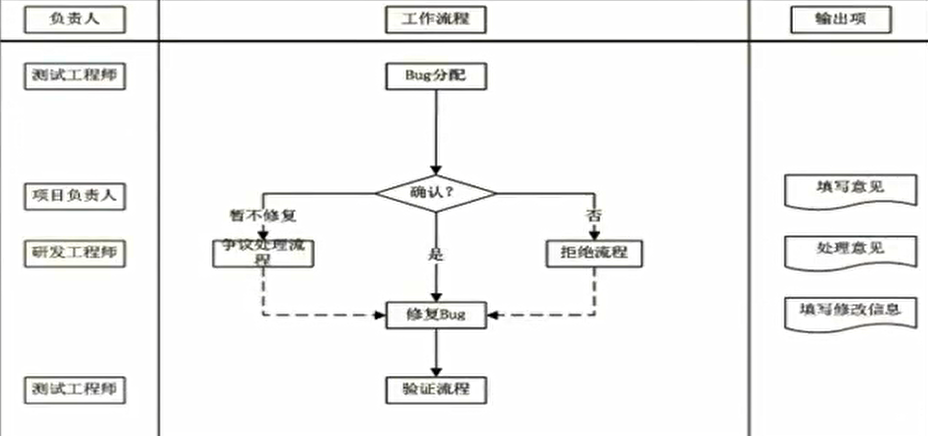 负责人
工作流程
输出项
测试工程师
Bug分配
项目负责人
确认?
填写意见
暂不修复
否
研发工程师
争议处理流
程
是
拒绝流程
处理意见
修复Bug
填写修改信息
测试工程师
验证流程